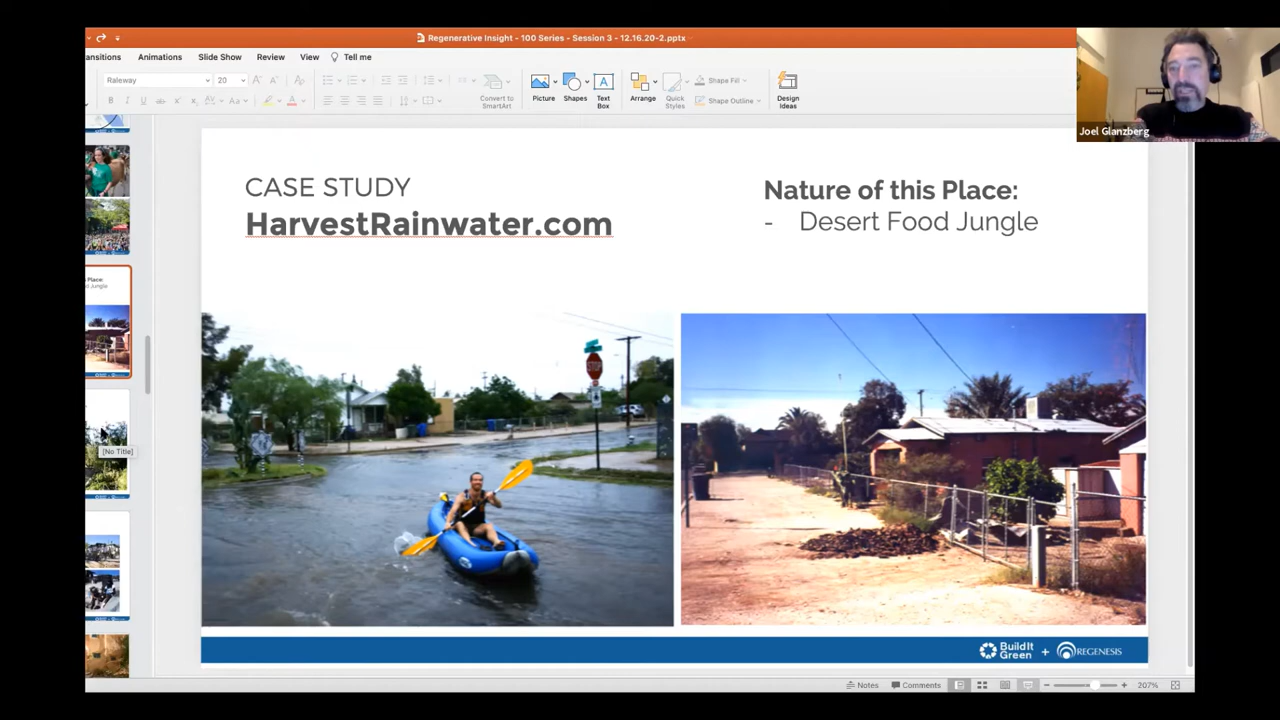 Regenerative Insight - 100 Series - Session 3 - 12.16.20-2.pptx
ansitions Animations Slide Show Review View Tell me
Raleway 20
Convert to
SmartArt
Picture
Shapes
Text
Box
Arrange
Quick
Styles
Shape Fill
Shape Outline
Design
Ideas
Joel Glanzberg
CASE STUDY
HarvestRainwater.com
Nature of this Place:
- Desert Food Jungle
STOP
[No Title]
Build It
Green + REGENESIS
Notes Comments 207%